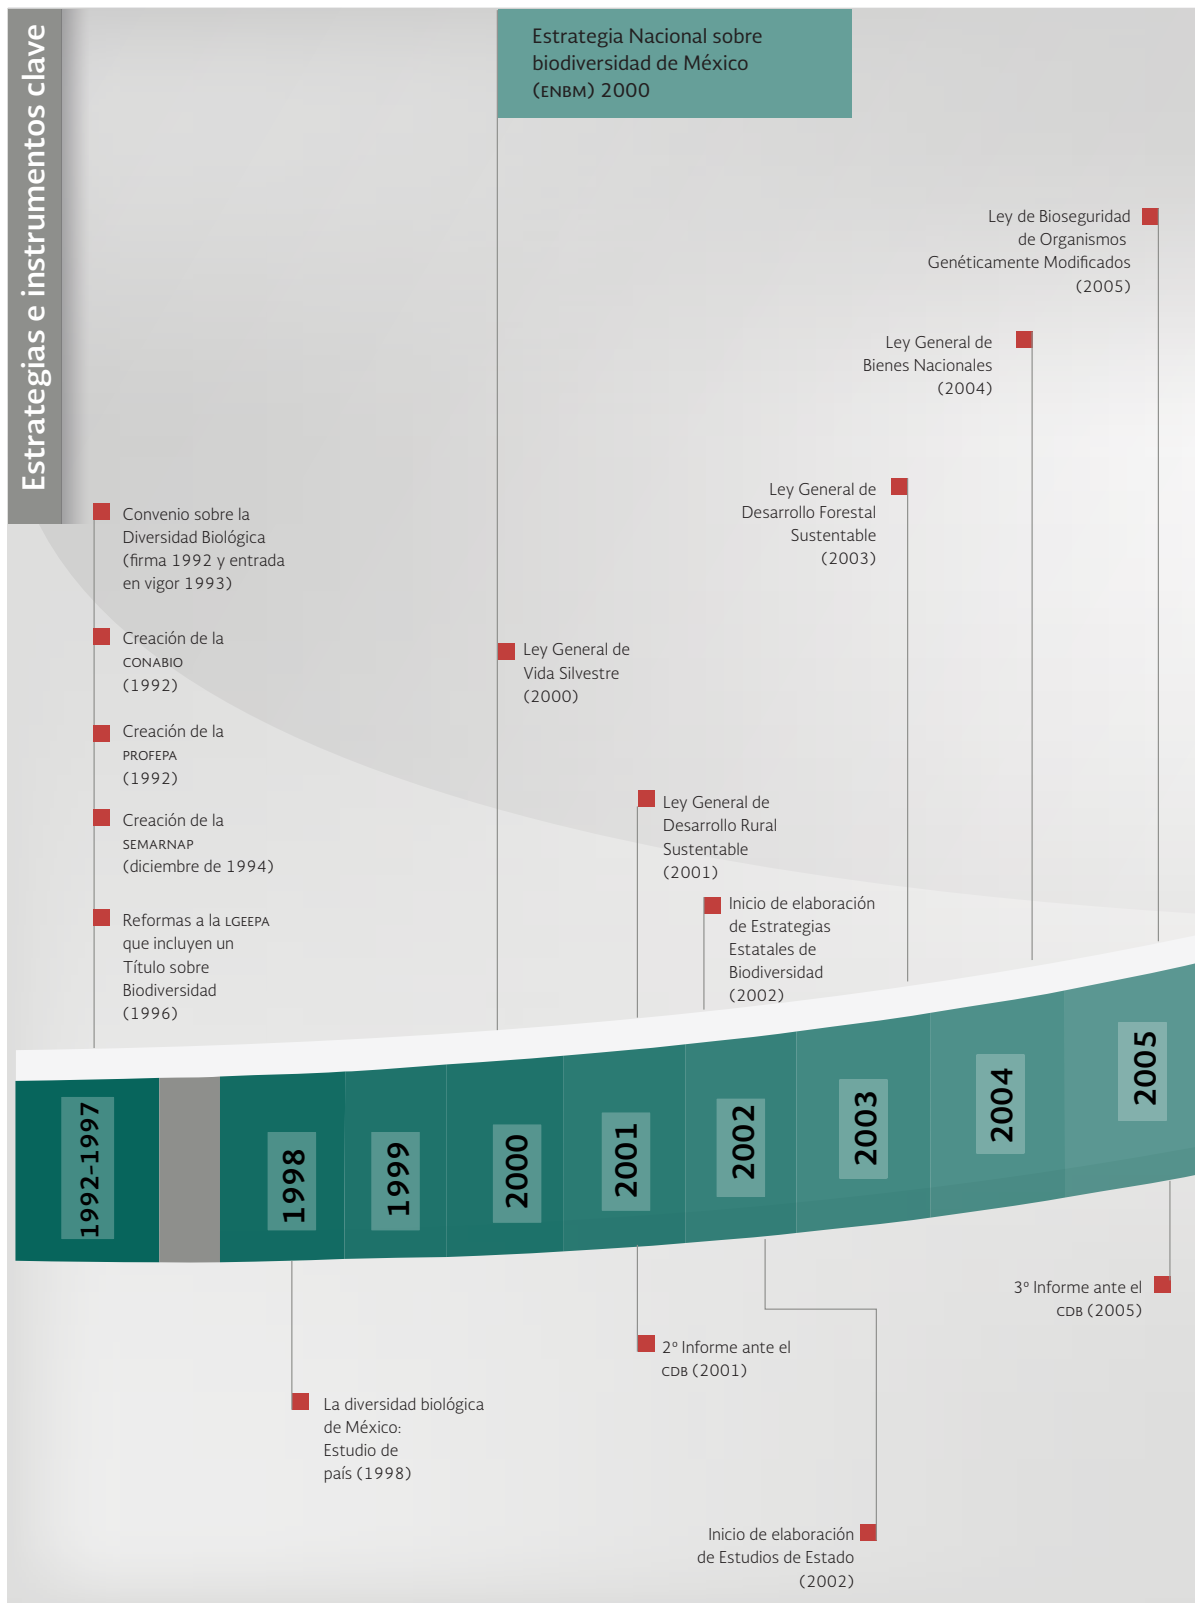 Estrategias e instrumentos clave
Estrategia Nacional sobre
biodiversidad de México
(ENBM) 2000
Ley de Bioseguridad
de Organismos
Genéticamente Modificados
(2005)
Ley General de
Bienes Nacionales
(2004)
Ley General de
Desarrollo Forestal
Sustentable
(2003)
Convenio sobre la
Diversidad Biológica
(firma 1992 y entrada
en vigor 1993)
Creación de la
CONABIO
(1992)
Creación de la
PROFEPA
(1992)
Creación de la
SEMARNAP
(diciembre de 1994)
Reformas a la LGEEPA
que incluyen un
Título sobre
Biodiversidad
(1996)
Ley General de
Vida Silvestre
(2000)
Ley General de
Desarrollo Rural
Sustentable
(2001)
Inicio de elaboración
de Estrategias
Estatales de
Biodiversidad
(2002)
1992-1997
1998
1999
2000
2001
2002
2003
2004
2005
La diversidad biológica
de México:
Estudio de
país (1998)
2º Informe ante el
CDB (2001)
Inicio de elaboración
de Estudios de Estado
(2002)
3º Informe ante el
CDB (2005)